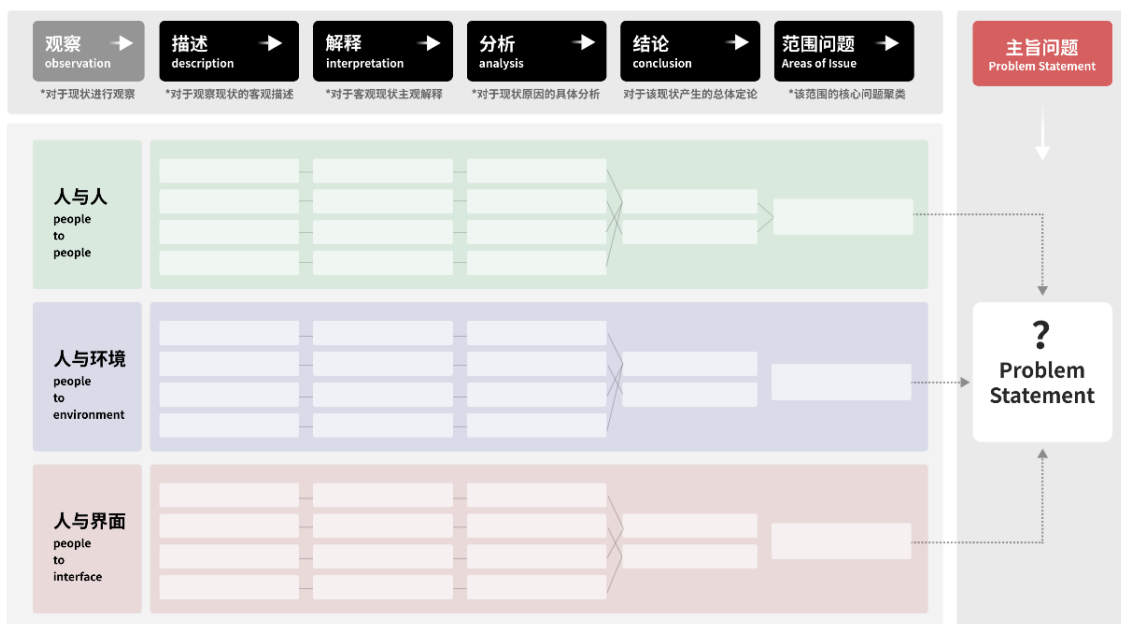 观察
observation
描述
description
解释
interpretation
分析
analysis
结论
conclusion
范围问题
Areas of Issue
主旨问题
Problem Statement
*对于现状进行观察
*对于观察现状的客观描述
*对于客观现状主观解释
*对于现状原因的具体分析
对于该现状产生的总体定论
*该范围的核心问题聚类
人与人
people
to
people
人与环境
people
to
environment
人与界面
people
to
interface
?
Problem
Statement